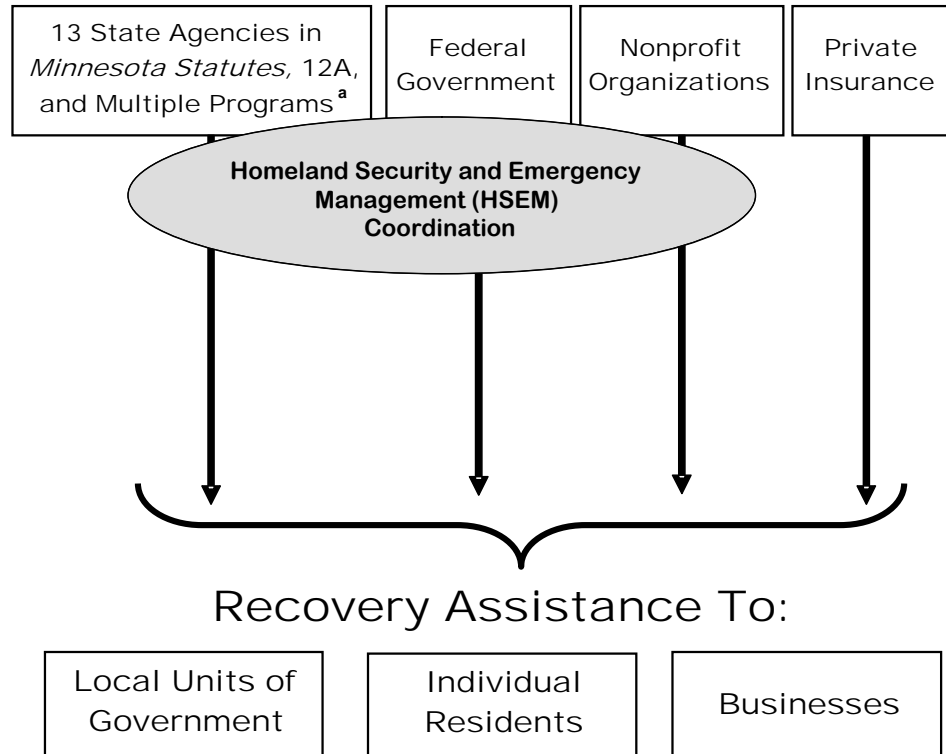 13 State Agencies in
Minnesota Statutes, 12A,
and Multiple Programs a
Federal
Government
Nonprofit
Organizations
Private
Insurance
Homeland Security and Emergency
Management (HSEM)
Coordination
Recovery Assistance To:
Local Units of
Government
Individual
Residents
Businesses